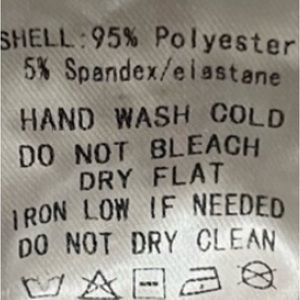 SHELL:95% Polyester
5% Spandex/elastane
HAND WASH COLD
DO NOT BLEACH
DRY FLAT
IRON LOW IF NEEDED
DO NOT DRY CLEAN